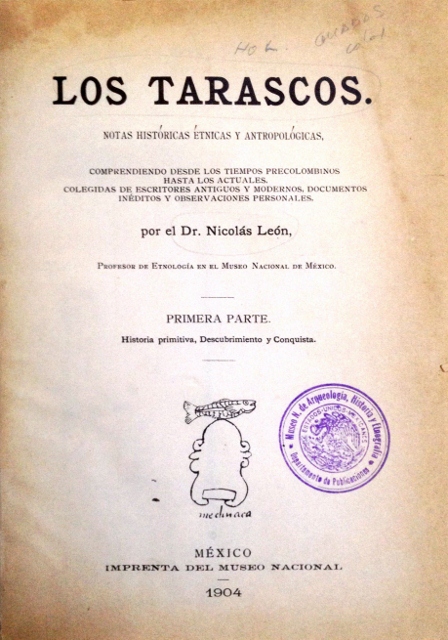 LOS TARASCOS.
NOTAS HISTÓRICAS ÉTNICAS Y ANTROPOLÓGICAS,
COMPRENDIENDO DESDE LOS TIEMPOS PRECOLOMBINOS
HASTA LOS ACTUALES.
COLEGIDAS DE ESCRITORES ANTIGUOS Y MODERNOS, DOCUMENTOS
INÉDITOS Y OBSERVACIONES PERSONALES.
por el Dr. Nicolás León,
PROFESOR DE ETNOLOGÍA EN EL MUSEO NACIONAL DE MÉXICO.
PRIMERA PARTE.
Historia primitiva, Descubrimiento y Conquista.
Museo N. de Arqueología, Historia y Etnografía
ESTADOS UNIDOS MEXICANOS
Departamento de Publicaciones
MÉXICO
IMPRENTA DEL MUSEO NACIONAL
1904